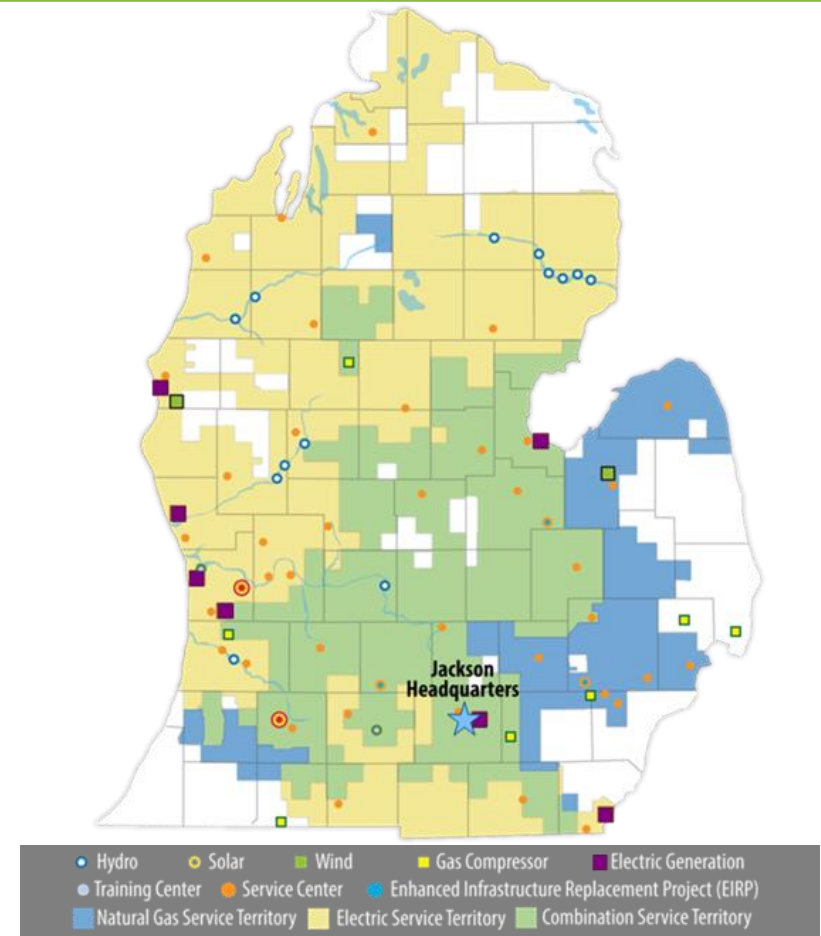 Jackson
Headquarters
Hydro Solar Wind Gas Compressor Electric Generation
Training Center Service Center Enhanced Infrastructure Replacement Project (EIRP)
Natural Gas Service Territory Electric Service Territory Combination Service Territory